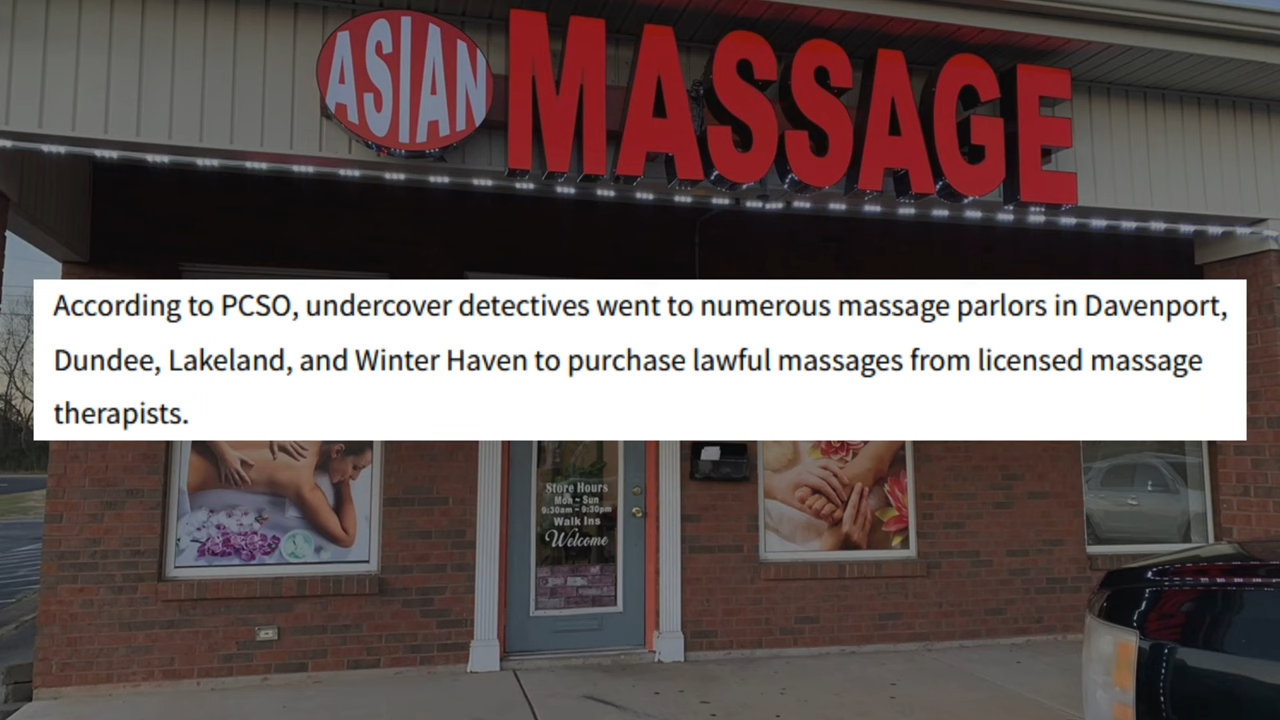 ASIAN MASSAGE
According to PCSO, undercover detectives went to numerous massage parlors in Davenport,
Dundee, Lakeland, and Winter Haven to purchase lawful massages from licensed massage
therapists.
Store Hours
Mon ~ Sun
9:30am ~ 9:30pm
Walk Ins
Welcome